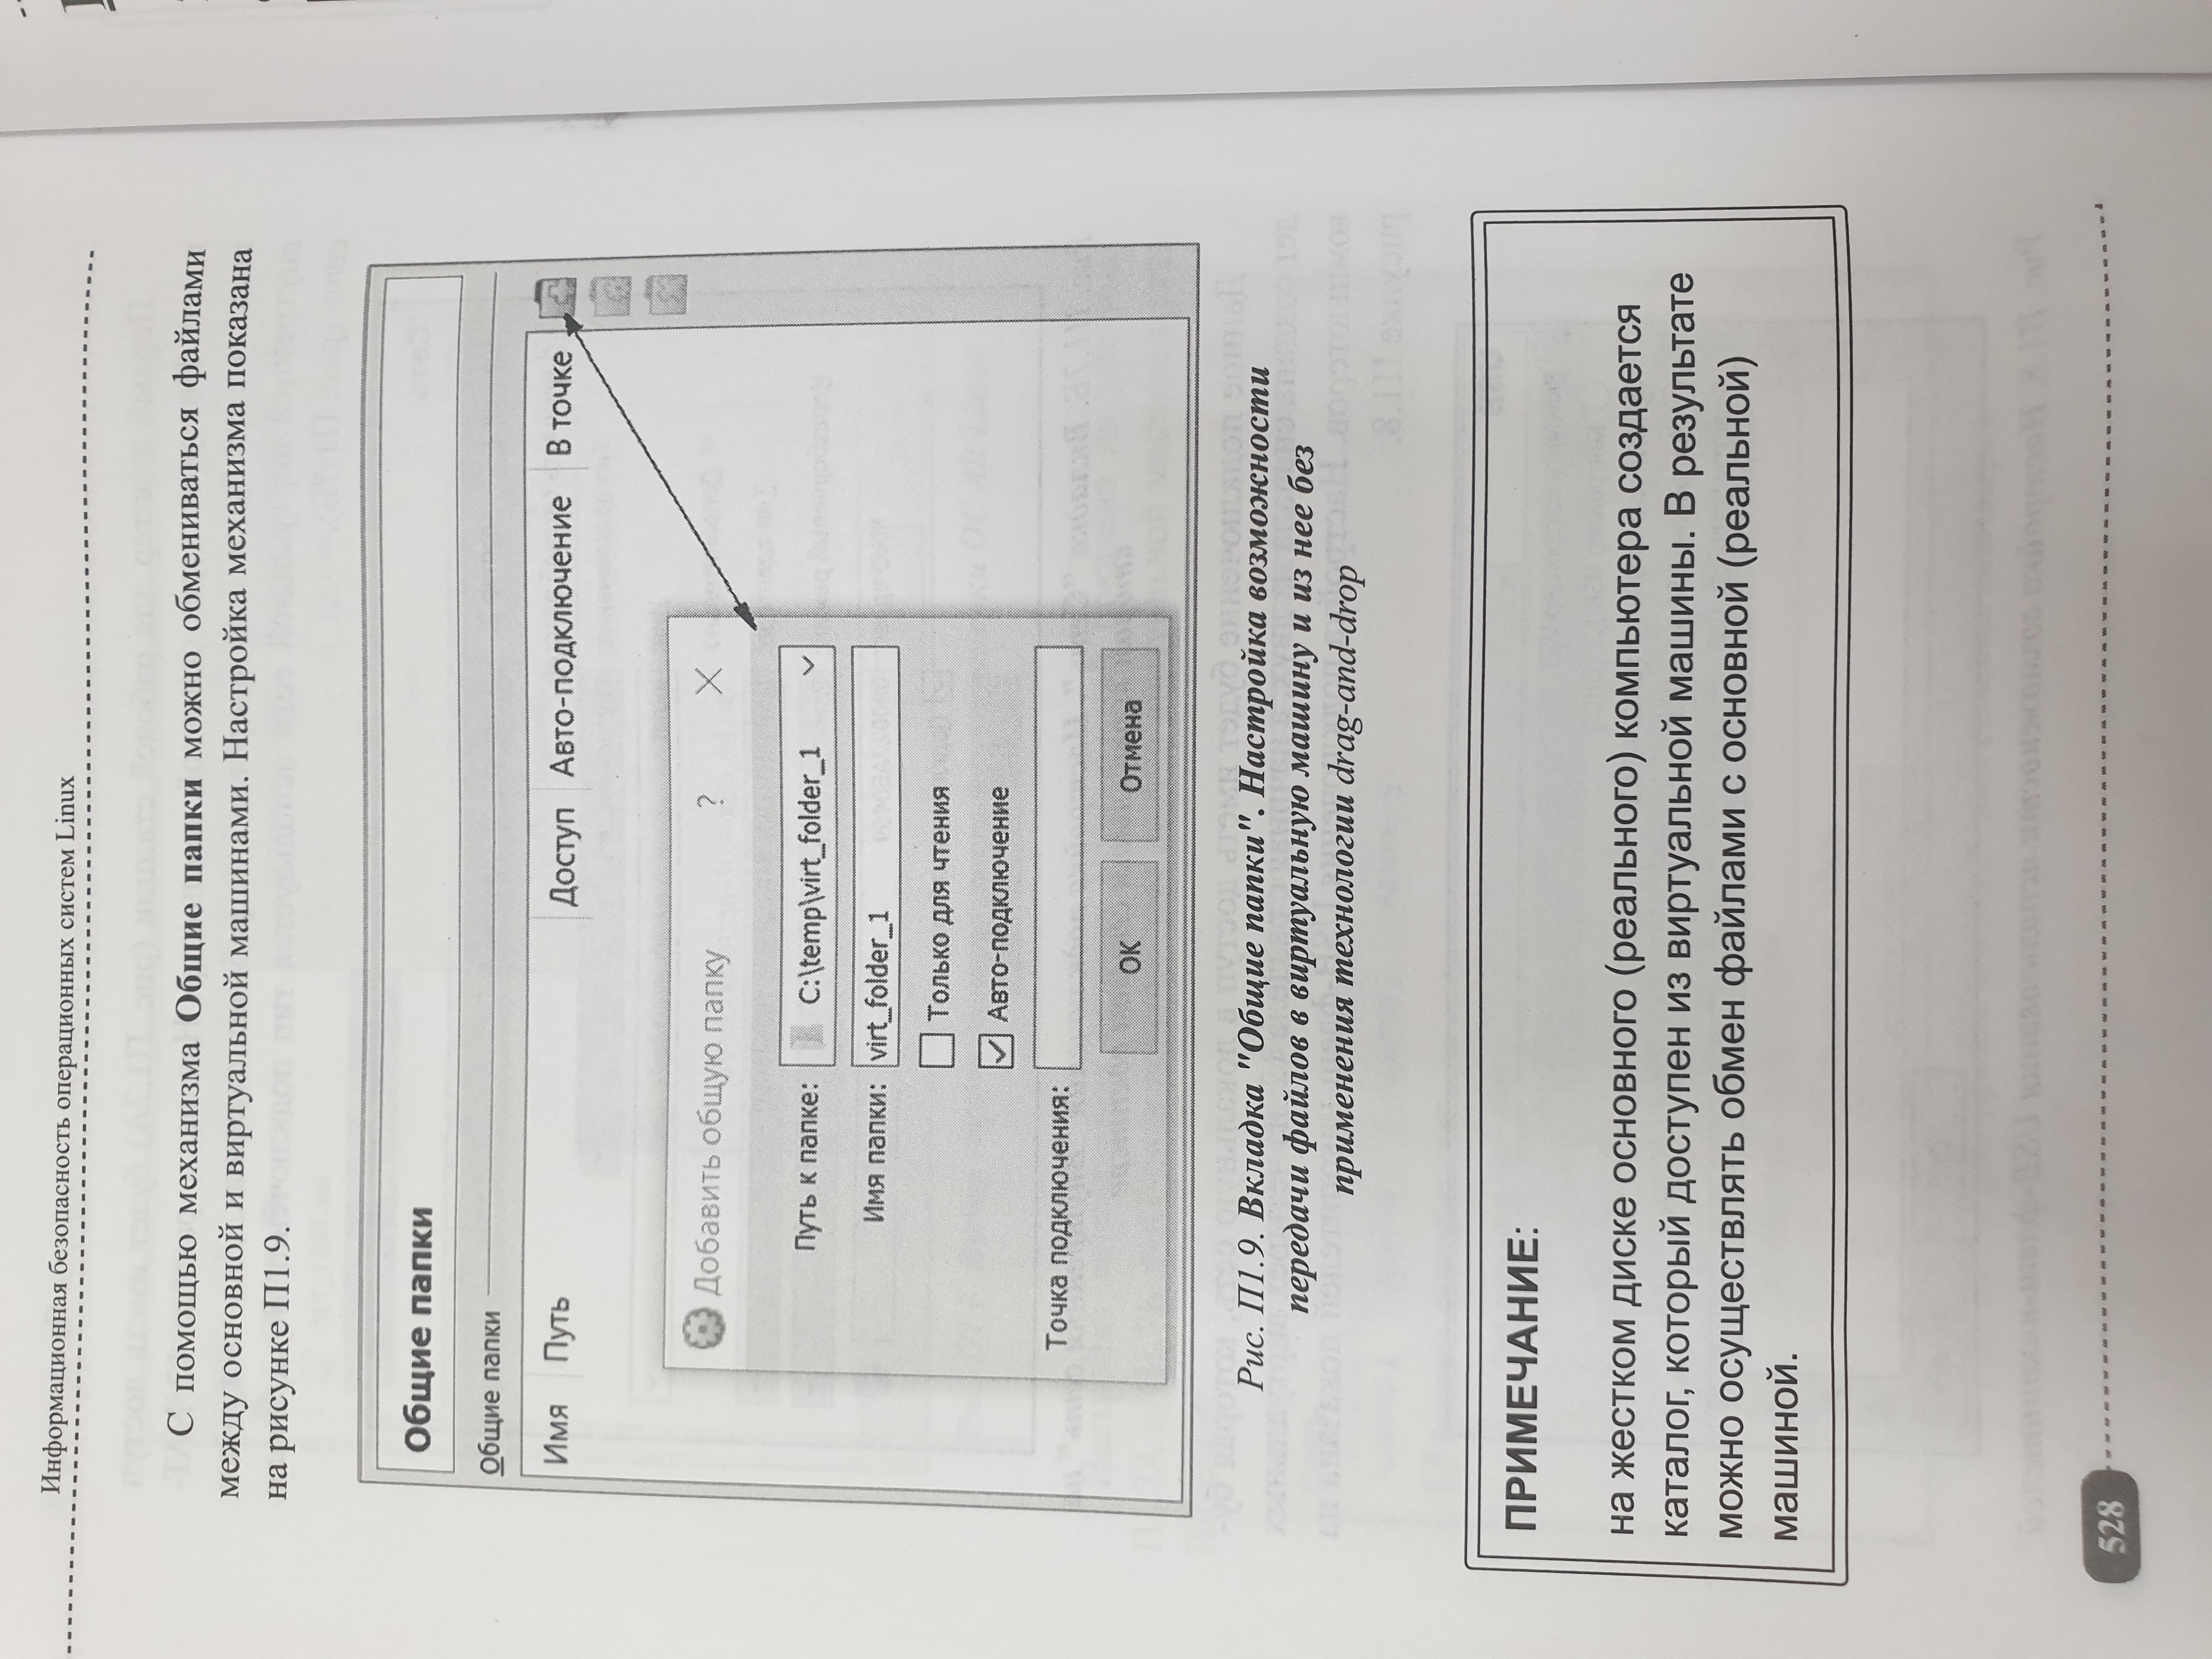 Информационная безопасность операционных систем Linux
С помощью механизма Общие папки можно обмениваться файлами
между основной и виртуальной машинами. Настройка механизма показана
на рисунке П1.9.
Общие папки
Общие папки
Имя Путь Доступ Авто-подключение В точке
Добавить общую папку ? ×
Путь к папке: C:\temp\virt_folder_1
Имя папки: virt_folder_1
Только для чтения
Авто-подключение
Точка подключения:
ОК Отмена
Рис. П1.9. Вкладка "Общие папки". Настройка возможности
передачи файлов в виртуальную машину и из нее без
применения технологии drag-and-drop
ПРИМЕЧАНИЕ:
на жестком диске основного (реального) компьютера создается
каталог, который доступен из виртуальной машины. В результате
можно осуществлять обмен файлами с основной (реальной)
машиной.
528